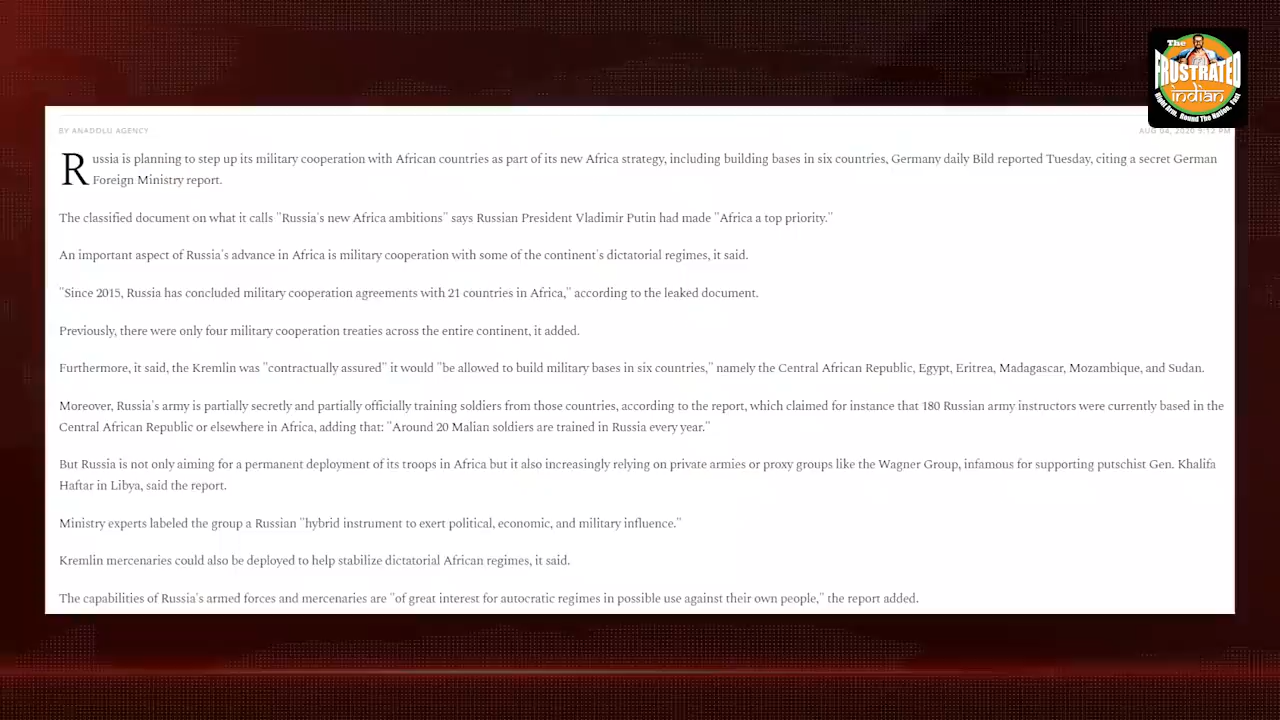 The
FRUSTRATED
indian
Right Arm. Round The Nation. Fast
BY ANADOLU AGENCY
AUG 04, 2020 9:12 PM
Russia is planning to step up its military cooperation with African countries as part of its new Africa strategy, including building bases in six countries, Germany daily Bild reported Tuesday, citing a secret German
Foreign Ministry report.
The classified document on what it calls "Russia's new Africa ambitions" says Russian President Vladimir Putin had made "Africa a top priority."
An important aspect of Russia's advance in Africa is military cooperation with some of the continent's dictatorial regimes, it said.
"Since 2015, Russia has concluded military cooperation agreements with 21 countries in Africa," according to the leaked document.
Previously, there were only four military cooperation treaties across the entire continent, it added.
Furthermore, it said, the Kremlin was "contractually assured" it would "be allowed to build military bases in six countries," namely the Central African Republic, Egypt, Eritrea, Madagascar, Mozambique, and Sudan.
Moreover, Russia's army is partially secretly and partially officially training soldiers from those countries, according to the report, which claimed for instance that 180 Russian army instructors were currently based in the
Central African Republic or elsewhere in Africa, adding that: "Around 20 Malian soldiers are trained in Russia every year."
But Russia is not only aiming for a permanent deployment of its troops in Africa but it also increasingly relying on private armies or proxy groups like the Wagner Group, infamous for supporting putschist Gen. Khalifa
Haftar in Libya, said the report.
Ministry experts labeled the group a Russian "hybrid instrument to exert political, economic, and military influence."
Kremlin mercenaries could also be deployed to help stabilize dictatorial African regimes, it said.
The capabilities of Russia's armed forces and mercenaries are "of great interest for autocratic regimes in possible use against their own people," the report added.